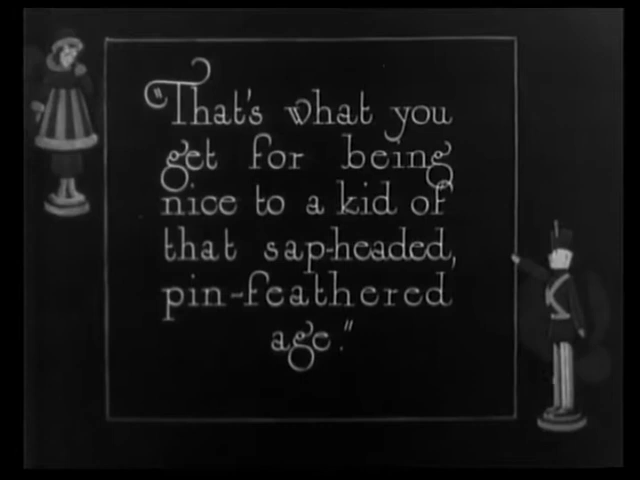 "That's what you
get for being
nice to a kid of
that sap-headed,
pin-feathered
age."